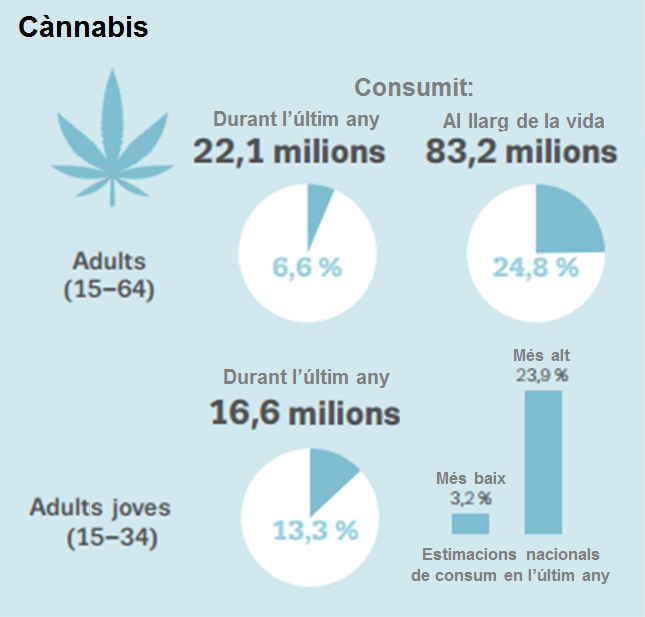 Cànnabis
Consumit:
Durant l'últim any
22,1 milions
6,6 %
Al llarg de la vida
83,2 milions
24,8 %
Adults
(15–64)
Durant l'últim any
16,6 milions
13,3 %
Adults joves
(15–34)
Més alt
23,9 %
Més baix
3,2 %
Estimacions nacionals
de consum en l'últim any